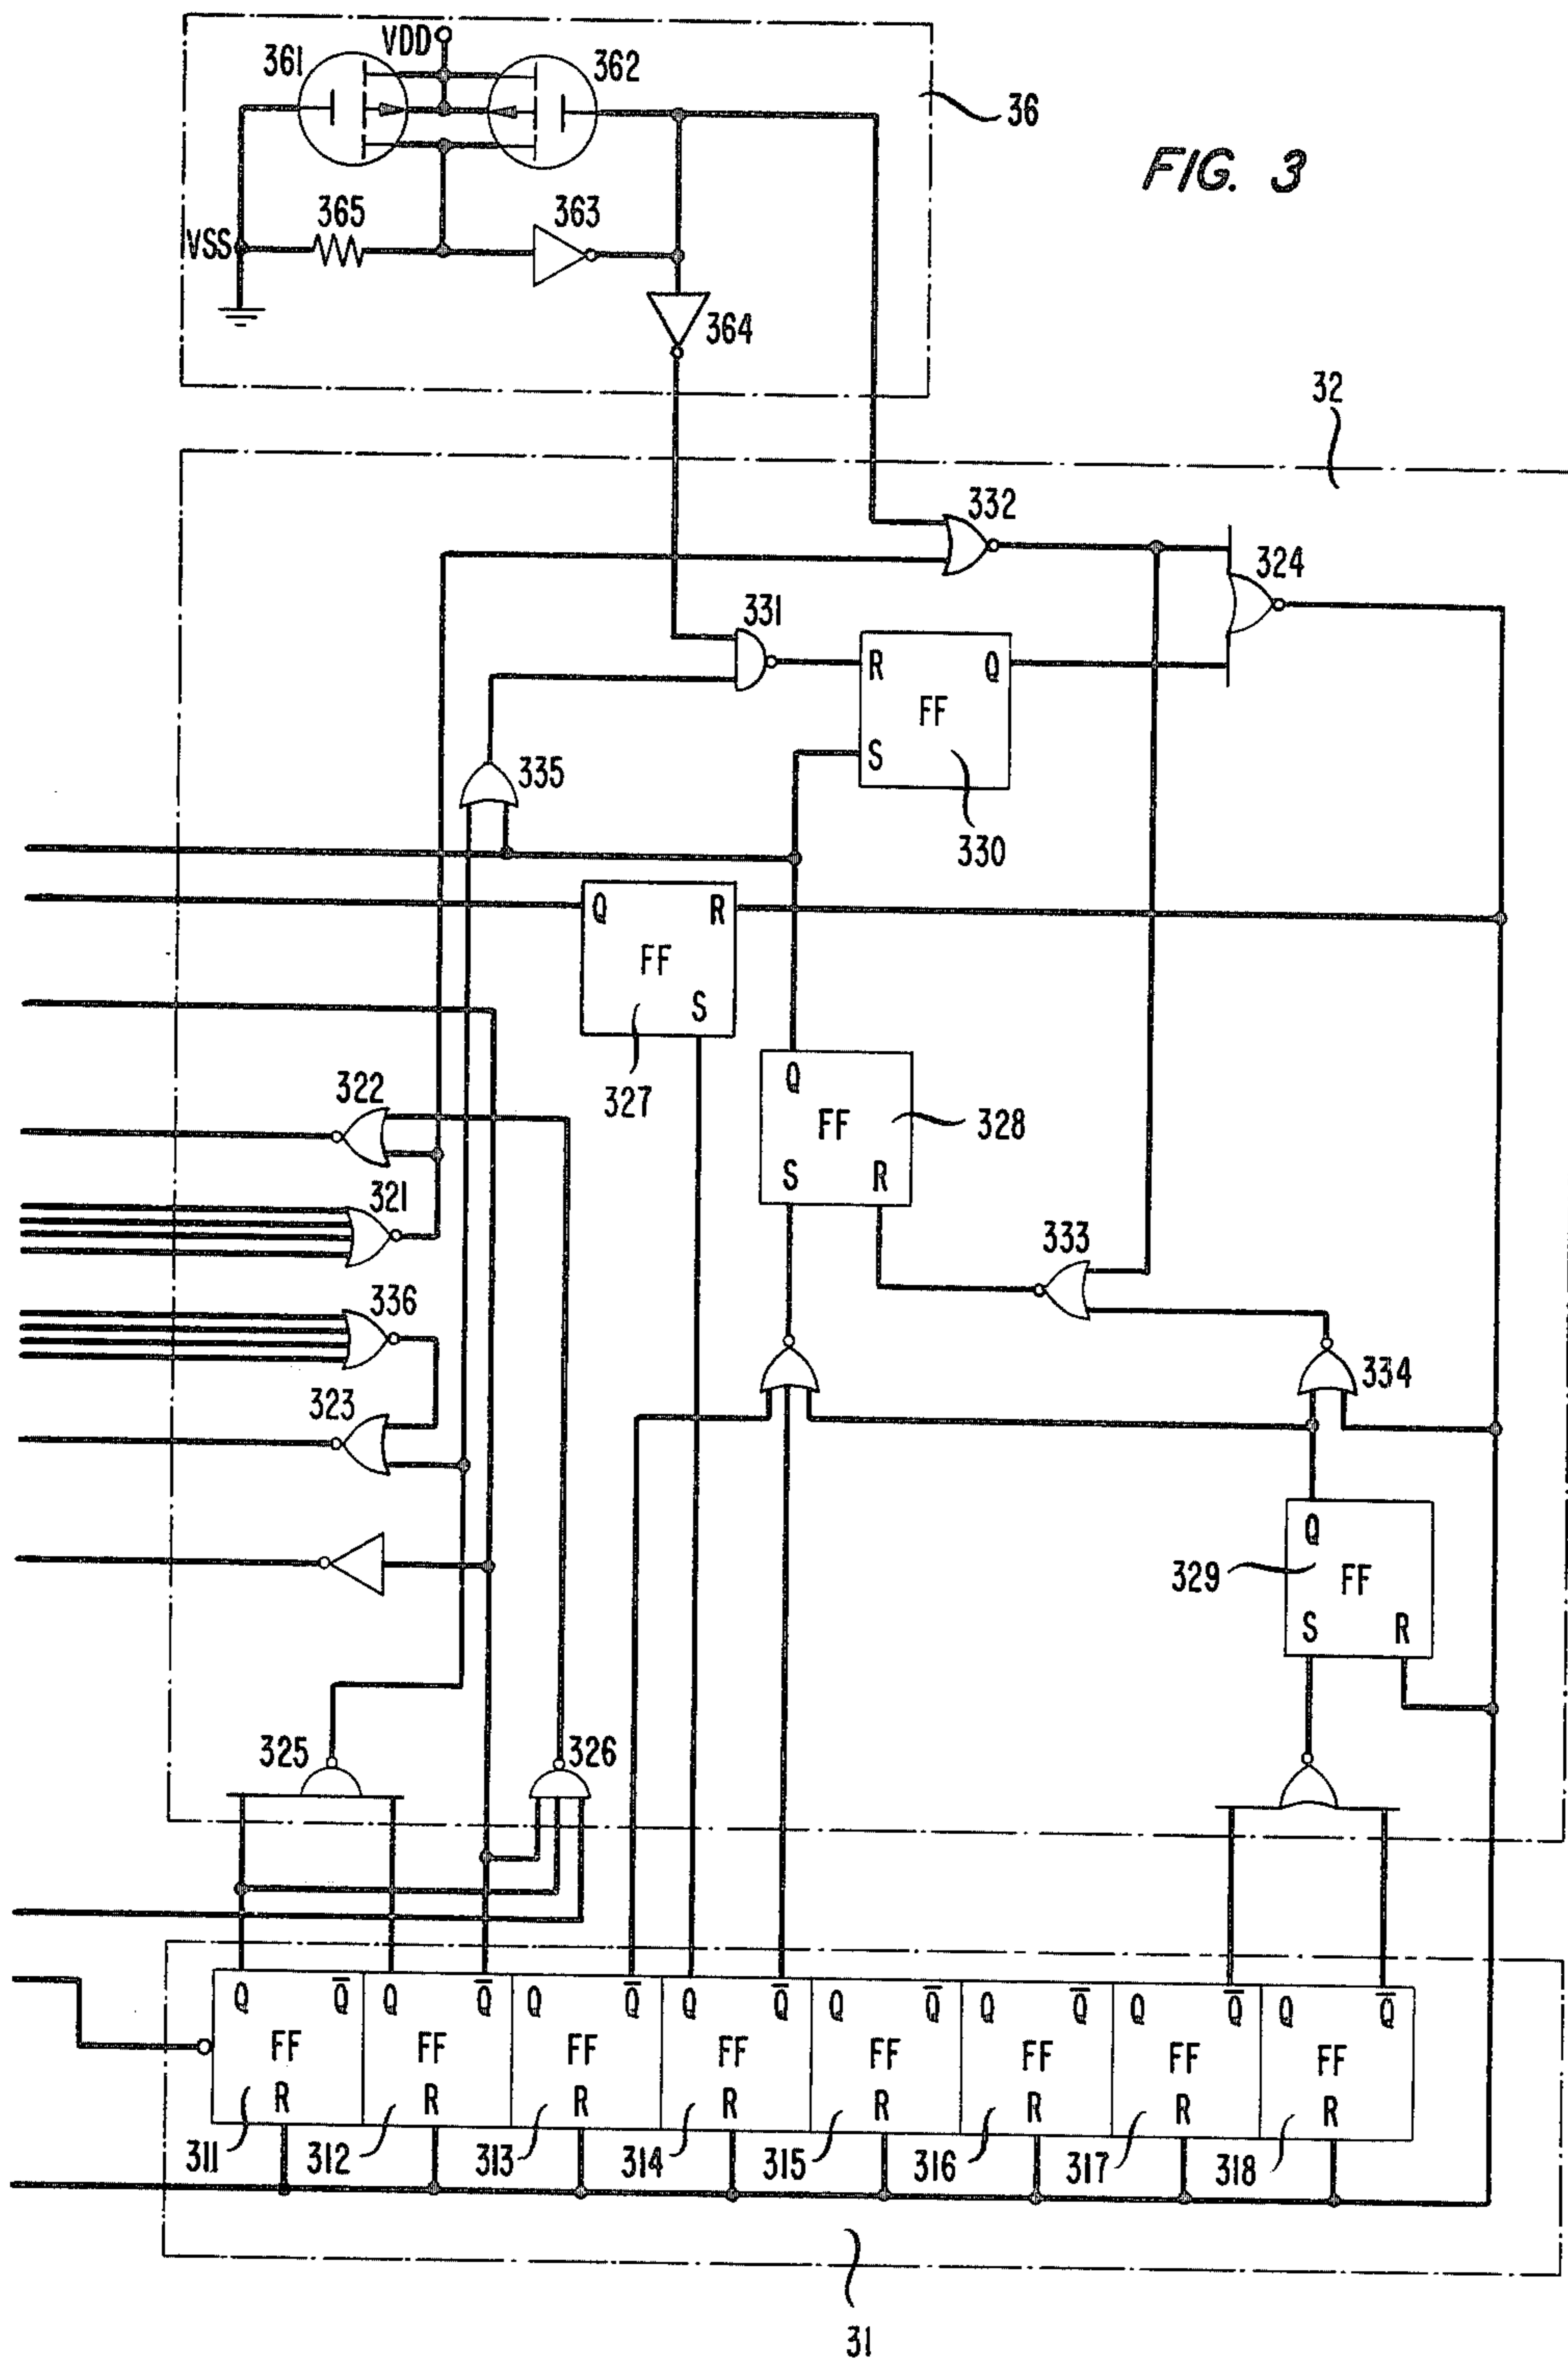 FIG. 3
VDD
361
362
36
365
363
VSS
364
32
332
324
331
R Q
FF
S
335
330
Q R
FF
S
327
322
Q
FF
S R
328
321
333
336
334
323
Q
FF
S R
329
325
326
Q Q̅ Q Q̅ Q Q̅ Q Q̅ Q Q̅ Q Q̅ Q Q̅ Q Q̅
FF FF FF FF FF FF FF FF
R R R R R R R R
311 312 313 314 315 316 317 318
31